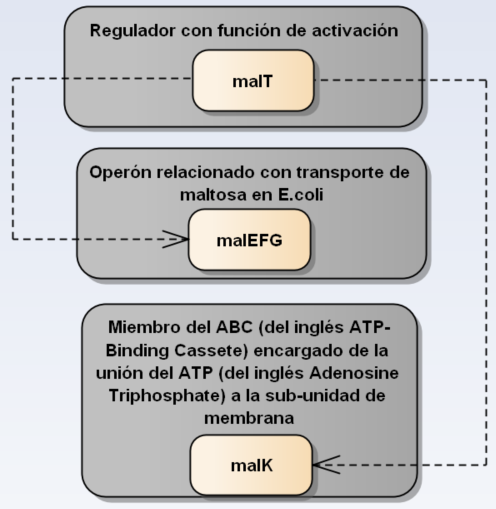 Regulador con función de activación
malT
Operón relacionado con transporte de
maltosa en E.coli
malEFG
Miembro del ABC (del inglés ATP-
Binding Cassete) encargado de la
unión del ATP (del inglés Adenosine
Triphosphate) a la sub-unidad de
membrana
malK